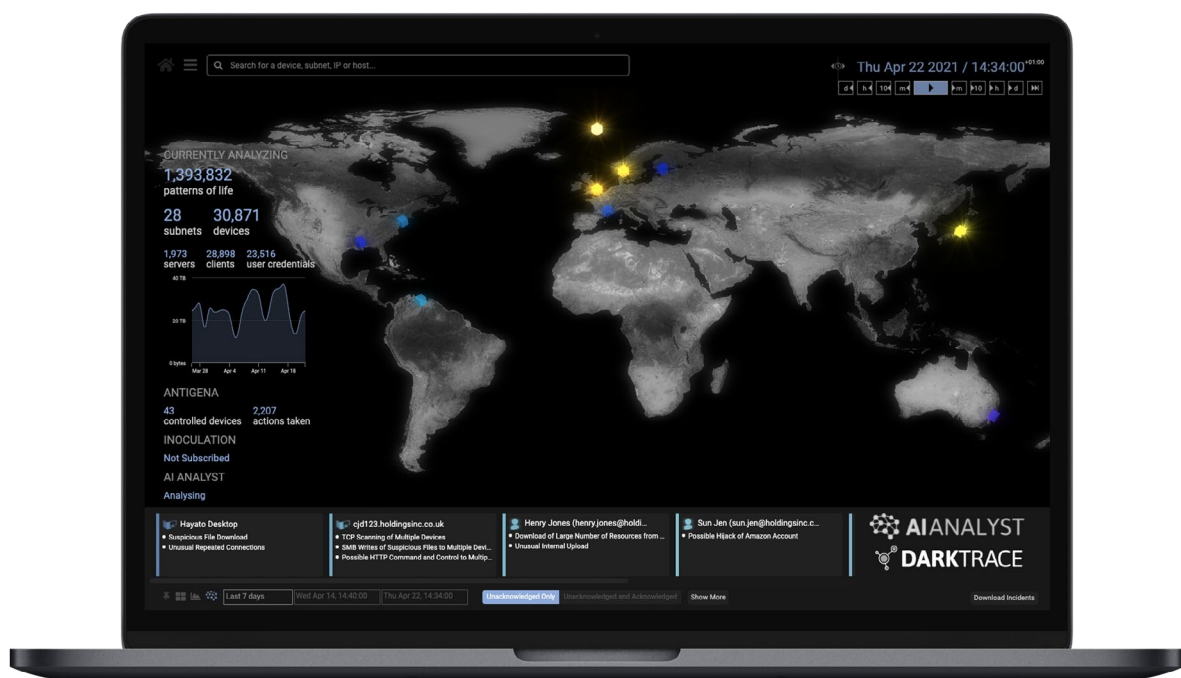 Search for a device, subnet, IP or host...
Thu Apr 22 2021 / 14:34:00 +01:00
d h 10 m m 10 h d
CURRENTLY ANALYZING
1,393,832
patterns of life
28 30,871
subnets devices
1,973 28,898 23,516
servers clients user credentials
40 TB
20 TB
0 bytes
Mar 28 Apr 4 Apr 11 Apr 18
ANTIGENA
43 2,207
controlled devices actions taken
INOCULATION
Not Subscribed
AI ANALYST
Analysing
Hayato Desktop
• Suspicious File Download
• Unusual Repeated Connections
cjd123.holdingsinc.co.uk
• TCP Scanning of Multiple Devices
• SMB Writes of Suspicious Files to Multiple Devi...
• Possible HTTP Command and Control to Multip...
Henry Jones (henry.jones@holdi...
• Download of Large Number of Resources from ...
• Unusual Internal Upload
Sun Jen (sun.jen@holdingsinc.c...
• Possible Hijack of Amazon Account
AIANALYST
DARKTRACE
Last 7 days Wed Apr 14, 14:40:00 Thu Apr 22, 14:34:00 Unacknowledged Only Unacknowledged and Acknowledged Show More Download Incidents